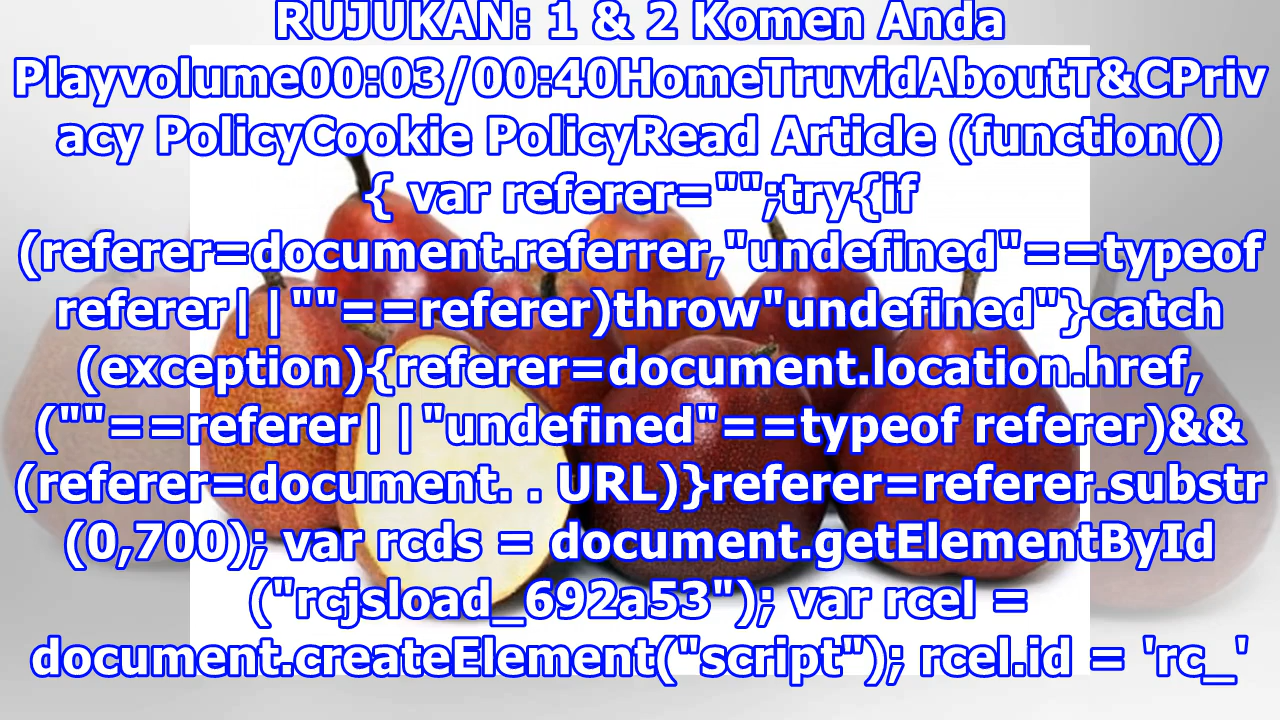 RUJUKAN: 1 & 2 Komen Anda
Playvolume00:03/00:40HomeTruvidAboutT&CPriv
acy PolicyCookie PolicyRead Article (function()
{ var referer="";try{if
(referer=document.referrer,"undefined"==typeof
referer||""==referer)throw"undefined"}catch
(exception){referer=document.location.href,
(""==referer||"undefined"==typeof referer)&&
(referer=document. . URL)}referer=referer.substr
(0,700); var rcds = document.getElementById
("rcjsload_692a53"); var rcel =
document.createElement("script"); rcel.id = 'rc_'